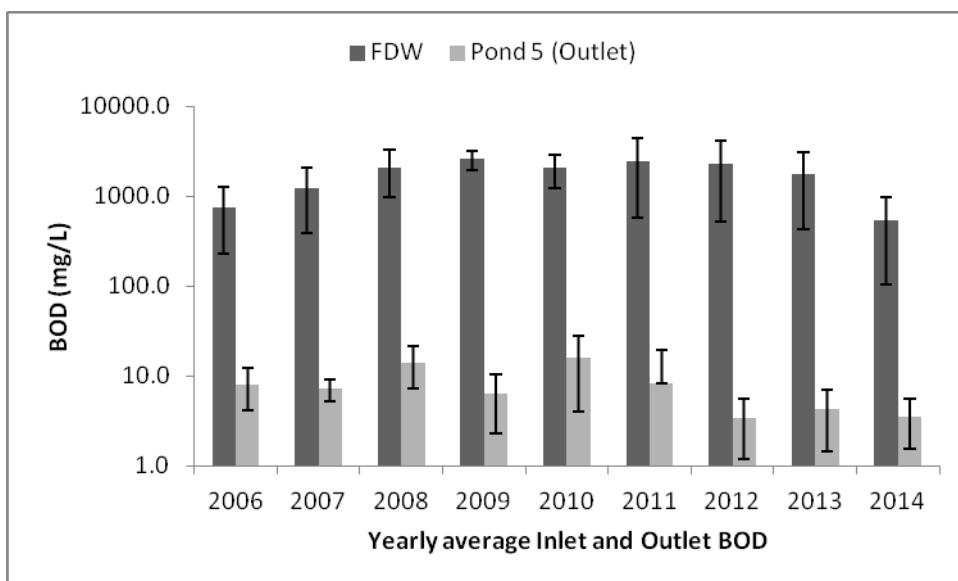 FDW Pond 5 (Outlet)
10000.0
1000.0
100.0
10.0
1.0
BOD (mg/L)
2006 2007 2008 2009 2010 2011 2012 2013 2014
Yearly average Inlet and Outlet BOD